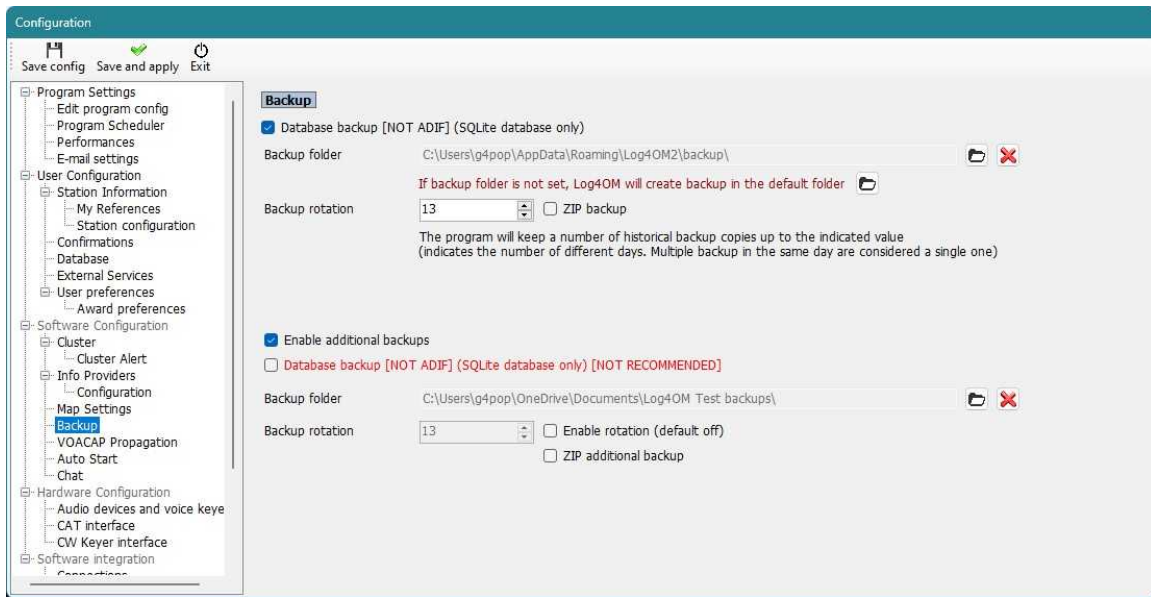 Configuration
Save config Save and apply Exit
Program Settings
Edit program config
Program Scheduler
Performances
E-mail settings
User Configuration
Station Information
My References
Station configuration
Confirmations
Database
External Services
User preferences
Award preferences
Software Configuration
Cluster
Cluster Alert
Info Providers
Configuration
Map Settings
Backup
VOACAP Propagation
Auto Start
Chat
Hardware Configuration
Audio devices and voice keye
CAT interface
CW Keyer interface
Software integration
Connections
Backup
Database backup [NOT ADIF] (SQLite database only)
Backup folder C:\Users\g4pop\AppData\Roaming\Log4OM2\backup\
If backup folder is not set, Log4OM will create backup in the default folder
Backup rotation 13 ZIP backup
The program will keep a number of historical backup copies up to the indicated value
(indicates the number of different days. Multiple backup in the same day are considered a single one)
Enable additional backups
Database backup [NOT ADIF] (SQLite database only) [NOT RECOMMENDED]
Backup folder C:\Users\g4pop\OneDrive\Documents\Log4OM Test backups\
Backup rotation 13 Enable rotation (default off)
ZIP additional backup